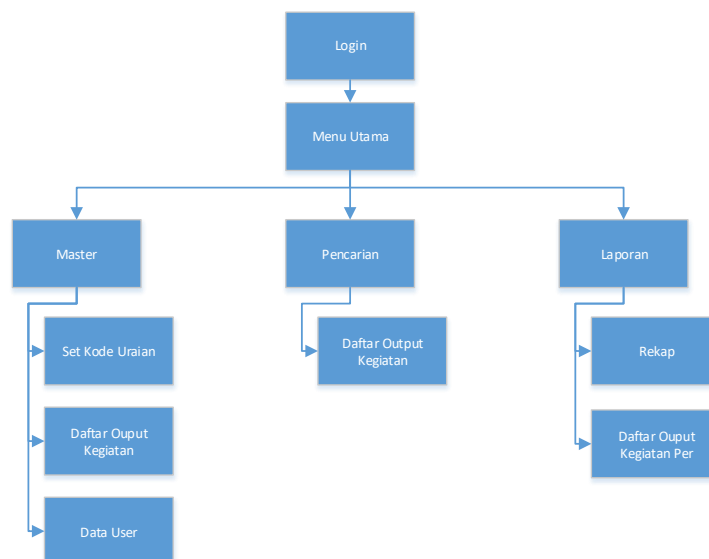 Login
Menu Utama
Master
Pencarian
Laporan
Set Kode Uraian
Daftar Output
Kegiatan
Rekap
Daftar Ouput
Kegiatan
Daftar Ouput
Kegiatan Per
Data User